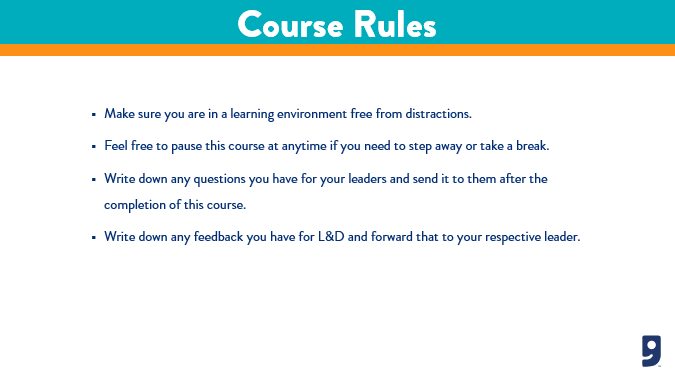 Course Rules
▪ Make sure you are in a learning environment free from distractions.
▪ Feel free to pause this course at anytime if you need to step away or take a break.
▪ Write down any questions you have for your leaders and send it to them after the
completion of this course.
▪ Write down any feedback you have for L&D and forward that to your respective leader.